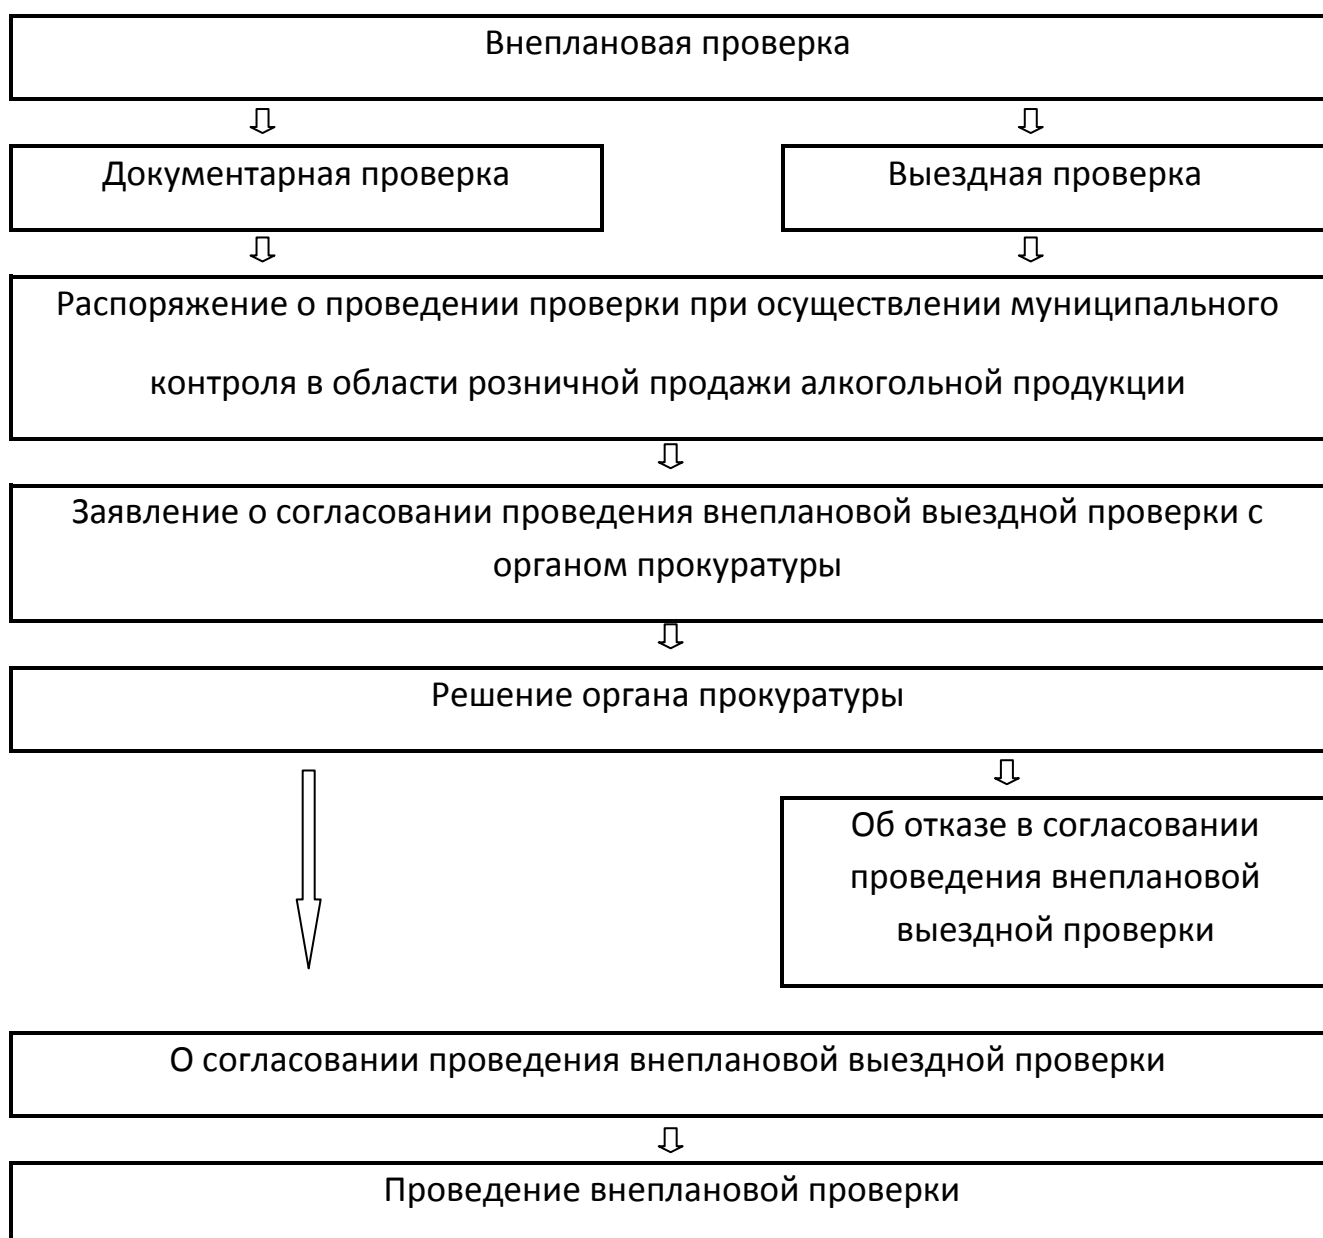 Внеплановая проверка
Документарная проверка
Выездная проверка
Распоряжение о проведении проверки при осуществлении муниципального
контроля в области розничной продажи алкогольной продукции
Заявление о согласовании проведения внеплановой выездной проверки с
органом прокуратуры
Решение органа прокуратуры
Об отказе в согласовании
проведения внеплановой
выездной проверки
О согласовании проведения внеплановой выездной проверки
Проведение внеплановой проверки